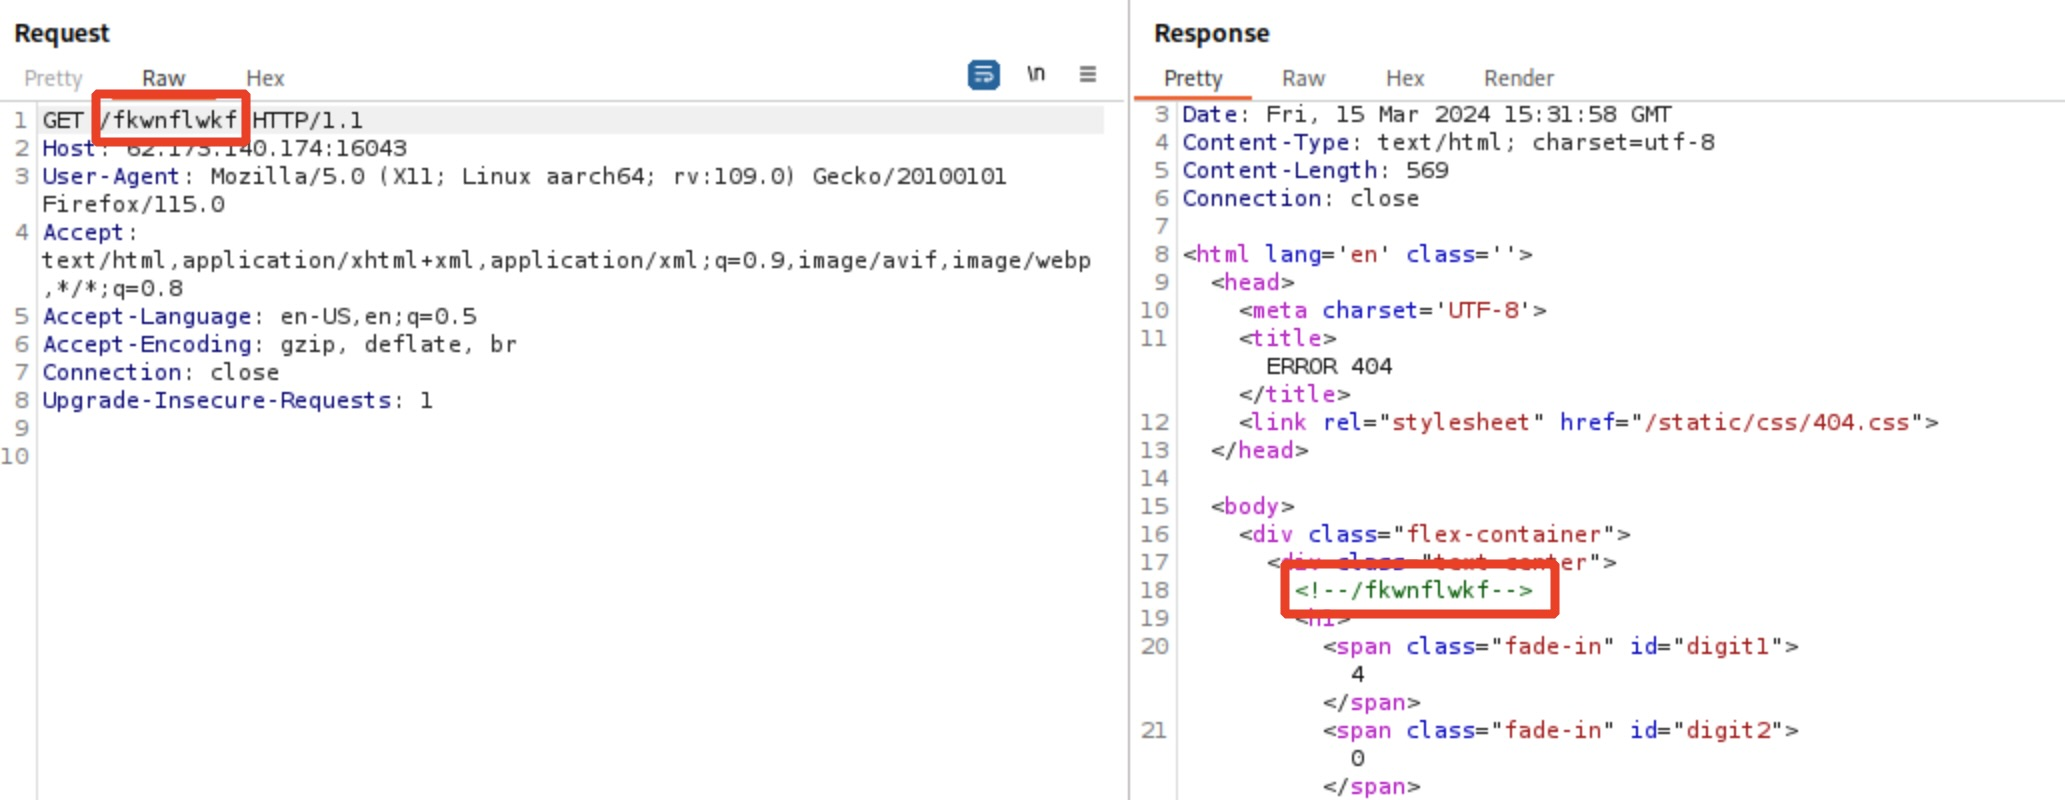 Request
Pretty Raw Hex
\n
1 GET /fkwnflwkf HTTP/1.1
2 Host: 62.173.140.174:16043
3 User-Agent: Mozilla/5.0 (X11; Linux aarch64; rv:109.0) Gecko/20100101
Firefox/115.0
4 Accept:
text/html,application/xhtml+xml,application/xml;q=0.9,image/avif,image/webp
,*/*;q=0.8
5 Accept-Language: en-US,en;q=0.5
6 Accept-Encoding: gzip, deflate, br
7 Connection: close
8 Upgrade-Insecure-Requests: 1
9
10
Response
Pretty Raw Hex Render
3 Date: Fri, 15 Mar 2024 15:31:58 GMT
4 Content-Type: text/html; charset=utf-8
5 Content-Length: 569
6 Connection: close
7
8 <html lang='en' class=''>
9 <head>
10 <meta charset='UTF-8'>
11 <title>
ERROR 404
</title>
12 <link rel="stylesheet" href="/static/css/404.css">
13 </head>
14
15 <body>
16 <div class="flex-container">
17 <div class="text-center">
18 <!--/fkwnflwkf-->
19 <h1>
20 <span class="fade-in" id="digit1">
4
</span>
21 <span class="fade-in" id="digit2">
0
</span>